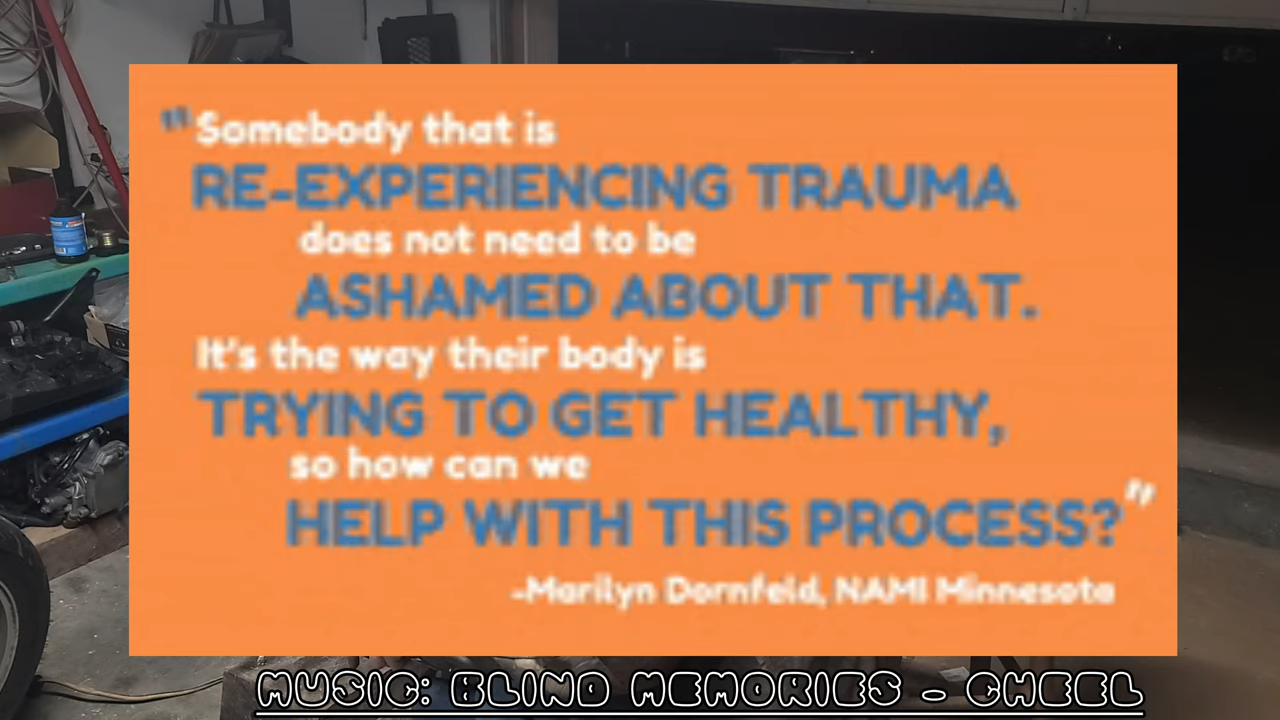 "Somebody that is
RE-EXPERIENCING TRAUMA
does not need to be
ASHAMED ABOUT THAT.
It's the way their body is
TRYING TO GET HEALTHY,
so how can we
HELP WITH THIS PROCESS?"
-Marilyn Dornfeld, NAMI Minnesota
MUSIC: BLIND MEMORIES - CHEEL